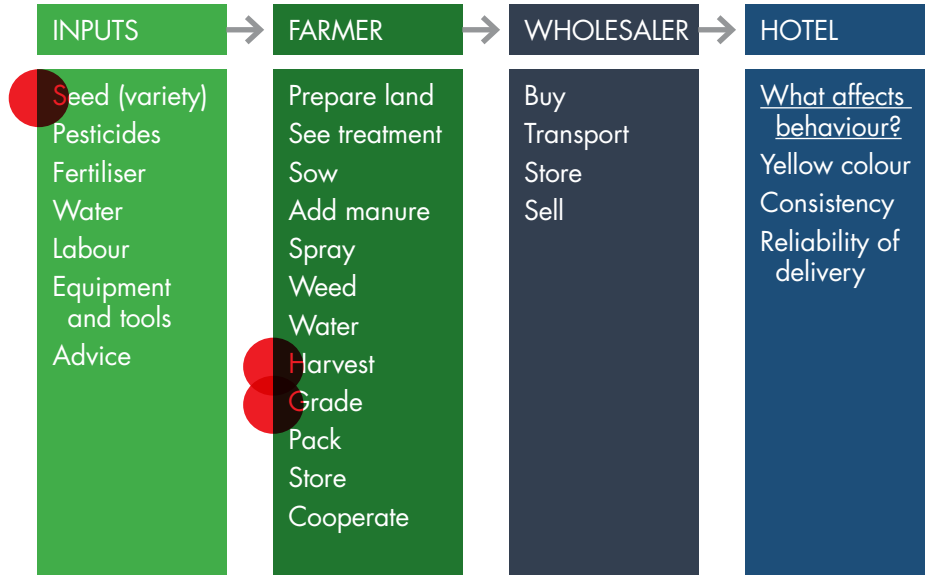 INPUTS
FARMER
WHOLESALER
HOTEL
Seed (variety)
Pesticides
Fertiliser
Water
Labour
Equipment
and tools
Advice
Prepare land
See treatment
Sow
Add manure
Spray
Weed
Water
Harvest
Grade
Pack
Store
Cooperate
Buy
Transport
Store
Sell
What affects
behaviour?
Yellow colour
Consistency
Reliability of
delivery